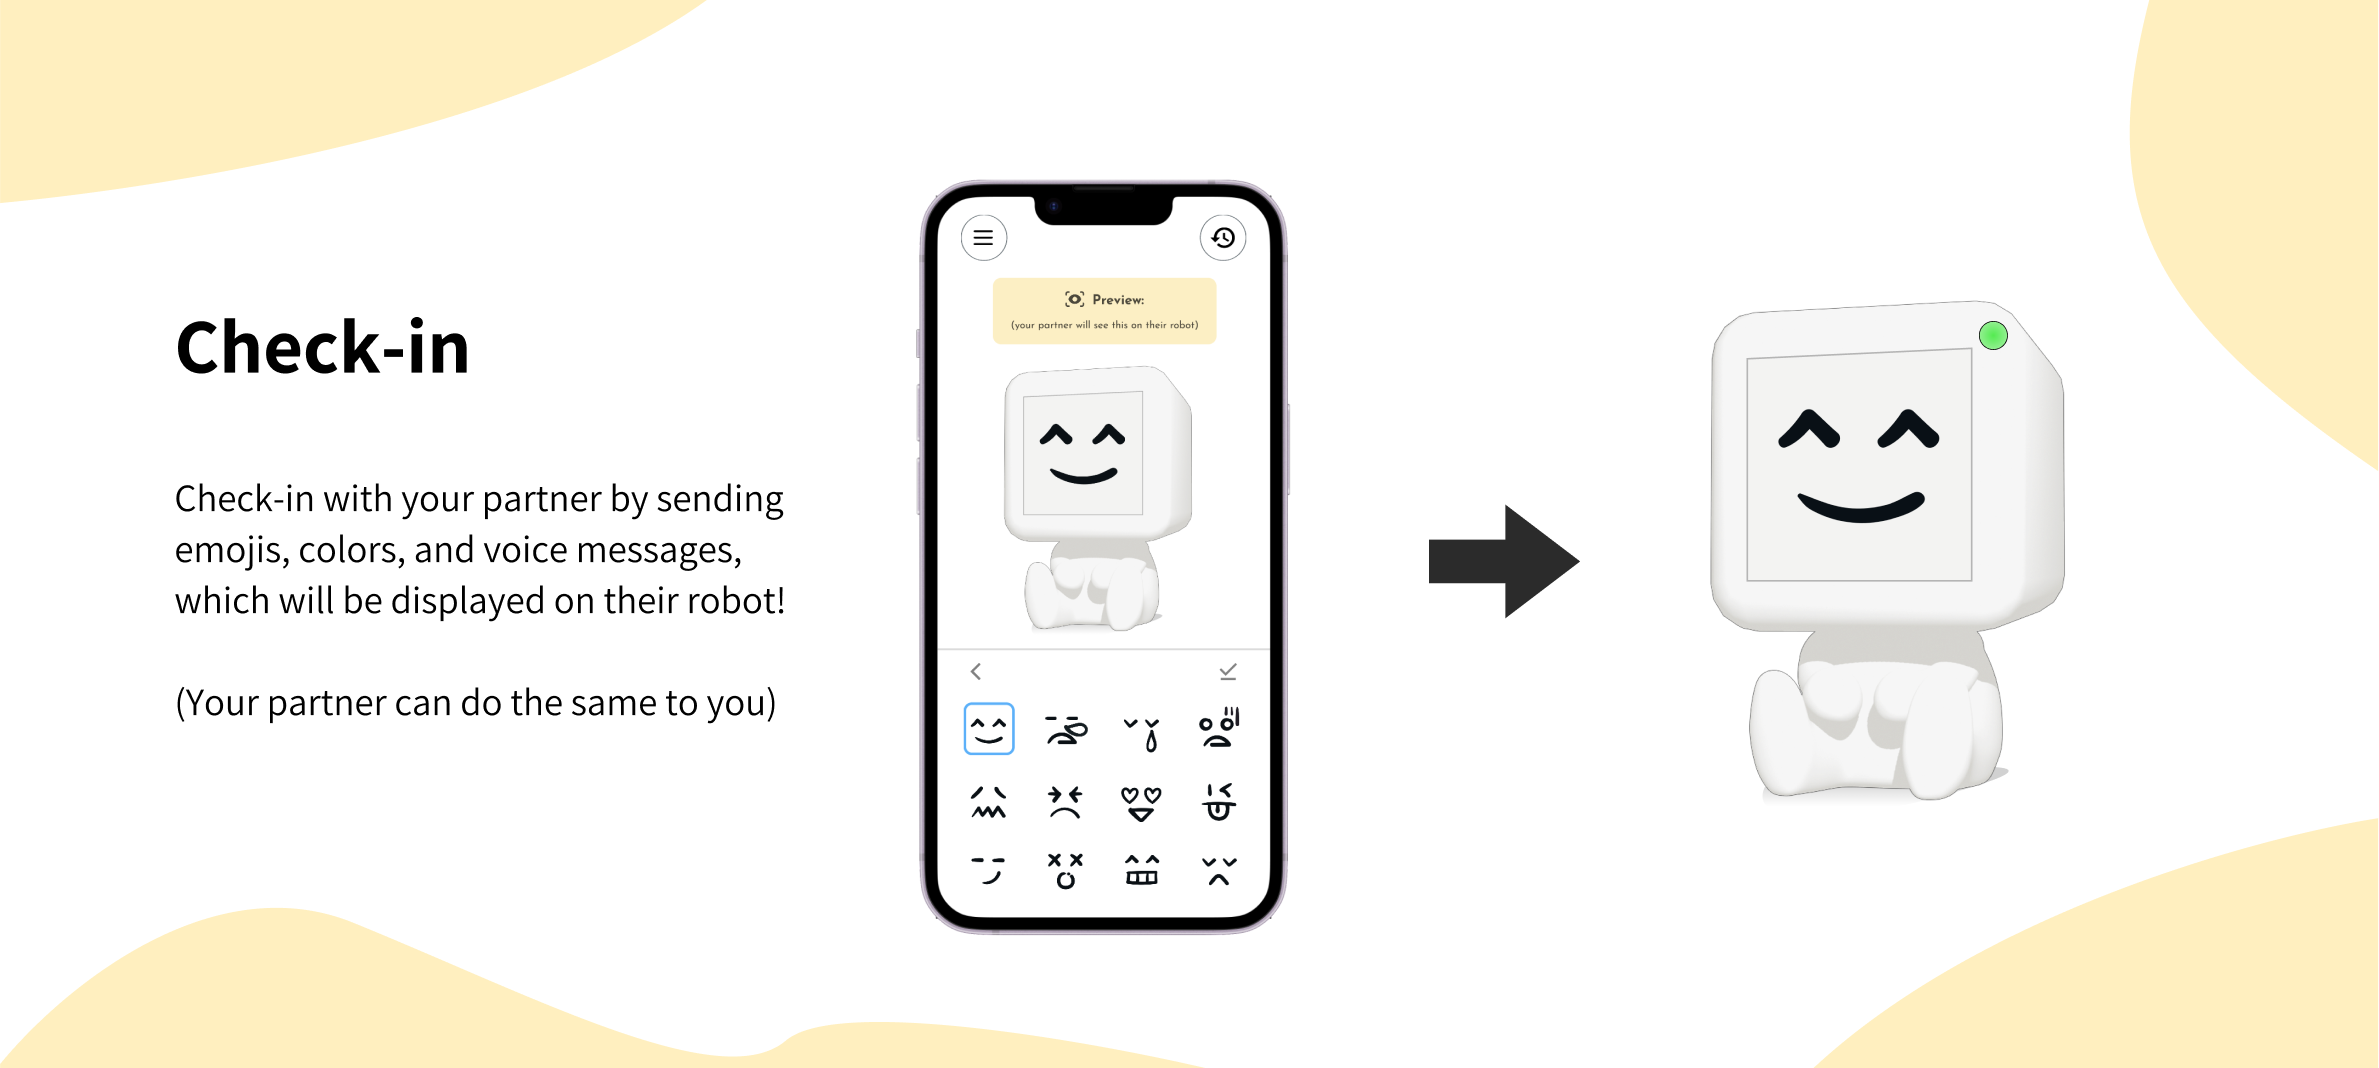 Check-in
Check-in with your partner by sending
emojis, colors, and voice messages,
which will be displayed on their robot!
(Your partner can do the same to you)
Preview:
(your partner will see this on their robot)